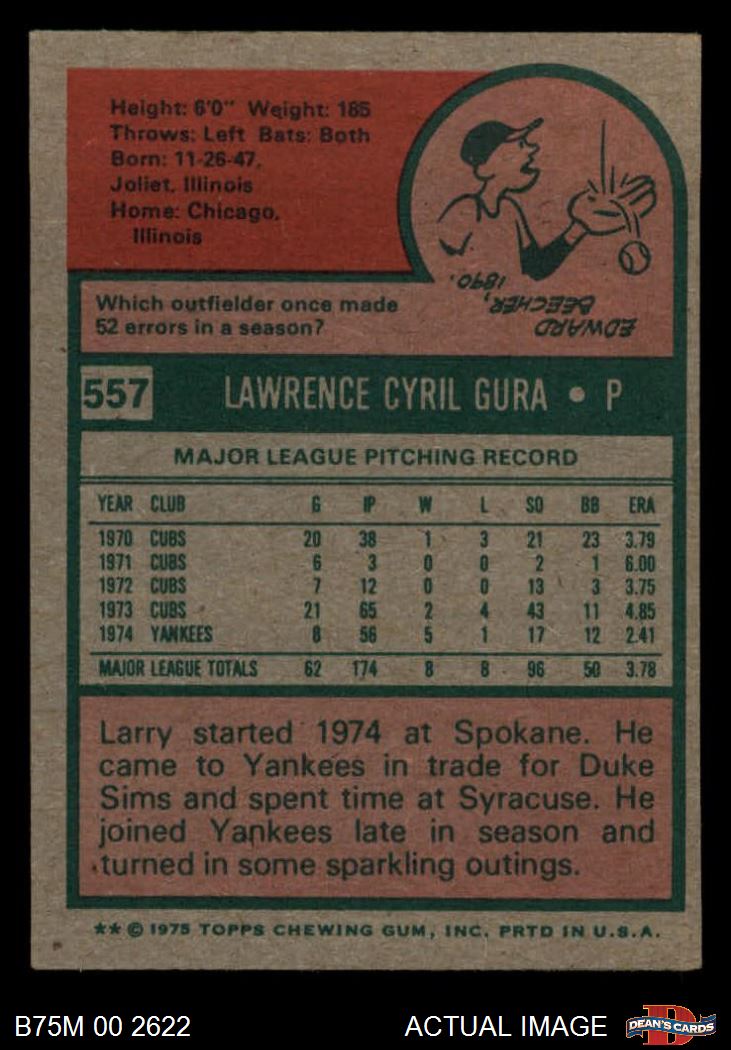 Height: 6'0" Weight: 185
Throws: Left Bats: Both
Born: 11-26-47,
Joliet, Illinois
Home: Chicago,
Illinois
Which outfielder once made
52 errors in a season?
EDWARD
BEECHER,
1890.
557 LAWRENCE CYRIL GURA • P
MAJOR LEAGUE PITCHING RECORD
YEAR CLUB G IP W L SO BB ERA
1970 CUBS 20 38 1 3 21 23 3.79
1971 CUBS 6 3 0 0 2 1 6.00
1972 CUBS 7 12 0 0 13 3 3.75
1973 CUBS 21 65 2 4 43 11 4.85
1974 YANKEES 8 56 5 1 17 12 2.41
MAJOR LEAGUE TOTALS 62 174 8 8 96 50 3.78
Larry started 1974 at Spokane. He
came to Yankees in trade for Duke
Sims and spent time at Syracuse. He
joined Yankees late in season and
turned in some sparkling outings.
** © 1975 TOPPS CHEWING GUM, INC. PRTD IN U.S.A.
B75M 00 2622 ACTUAL IMAGE D DEAN'S CARDS